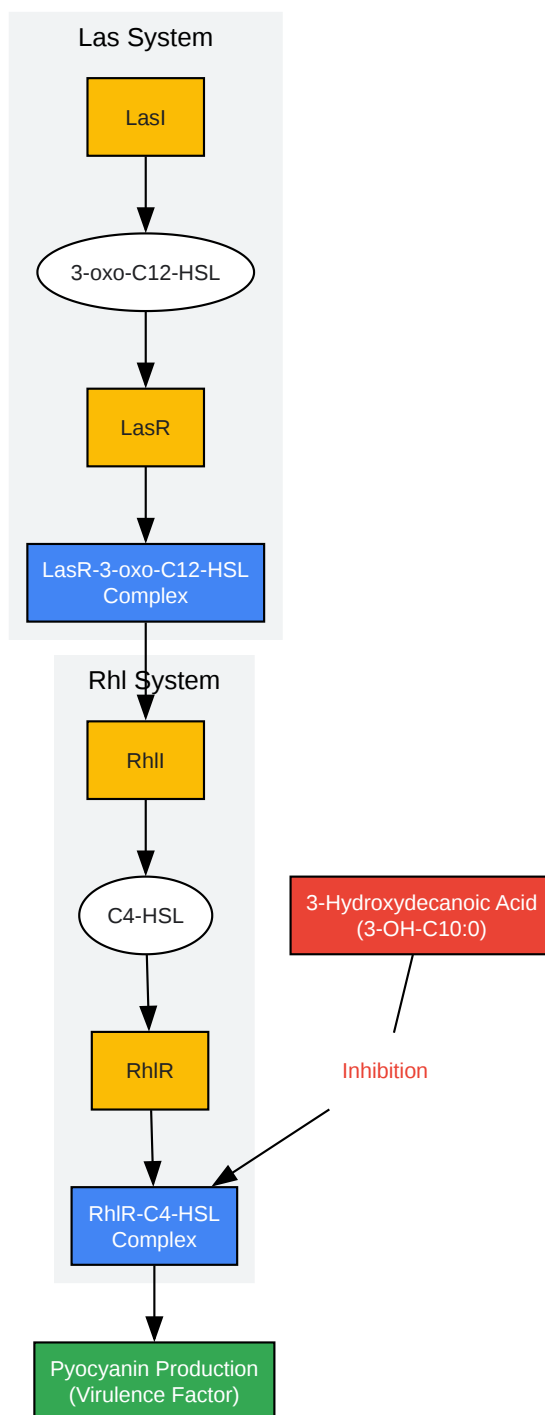 Las System
LasI
3-oxo-C12-HSL
LasR
LasR-3-oxo-C12-HSL
Complex
Rhl System
RhlI
C4-HSL
3-Hydroxydecanoic Acid
(3-OH-C10:0)
RhlR
Inhibition
RhlR-C4-HSL
Complex
Pyocyanin Production
(Virulence Factor)